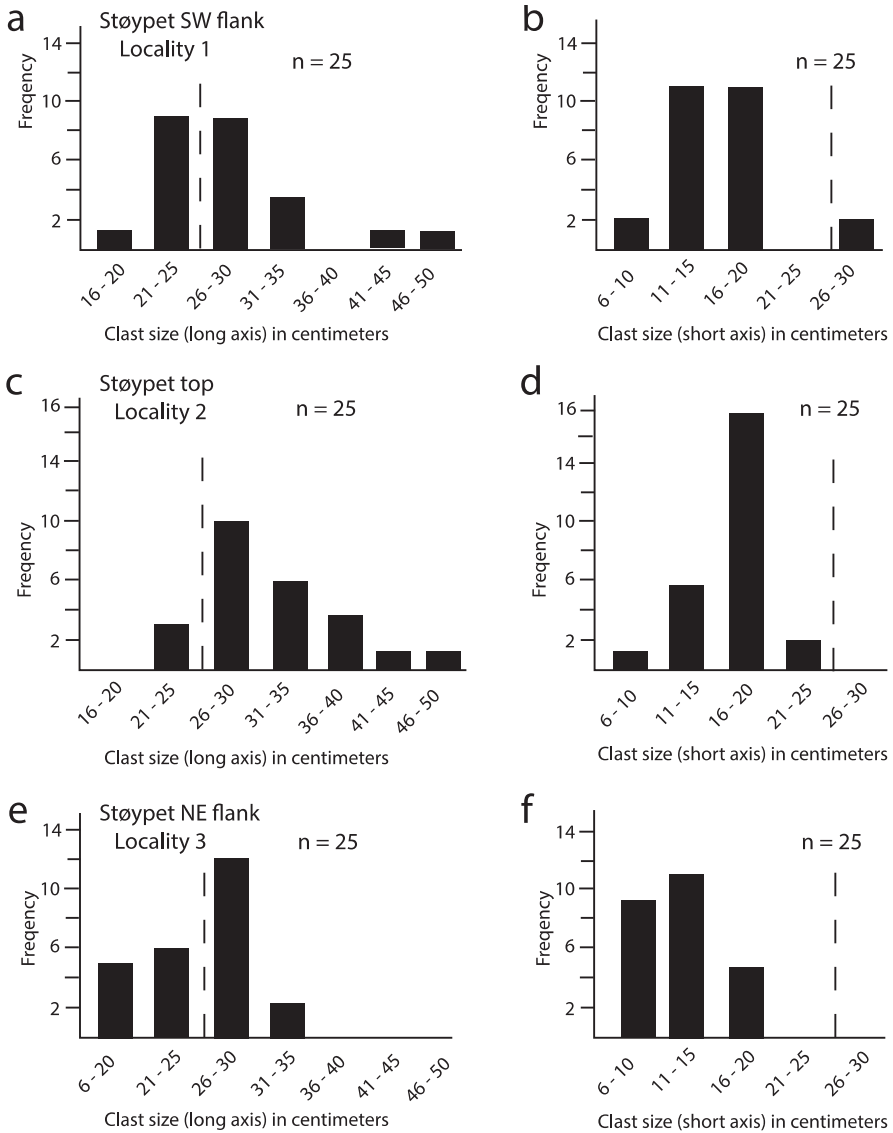 a
Støypet SW flank
Locality 1
n = 25
Freqency
14
10
6
2
16 - 20
21 - 25
26 - 30
31 - 35
36 - 40
41 - 45
46 - 50
Clast size (long axis) in centimeters
b
n = 25
14
10
6
2
6 - 10
11 - 15
16 - 20
21 - 25
26 - 30
Clast size (short axis) in centimeters
c
Støypet top
Locality 2
n = 25
Freqency
16
14
10
6
2
16 - 20
21 - 25
26 - 30
31 - 35
36 - 40
41 - 45
46 - 50
Clast size (long axis) in centimeters
d
n = 25
Freqency
16
14
10
6
2
6 - 10
11 - 15
16 - 20
21 - 25
26 - 30
Clast size (short axis) in centimeters
e
Støypet NE flank
Locality 3
n = 25
Freqency
14
10
6
2
6 - 20
21 - 25
26 - 30
31 - 35
36 - 40
41 - 45
46 - 50
Clast size (long axis) in centimeters
f
n = 25
Freqency
14
10
6
2
6 - 10
11 - 15
16 - 20
21 - 25
26 - 30
Clast size (short axis) in centimeters